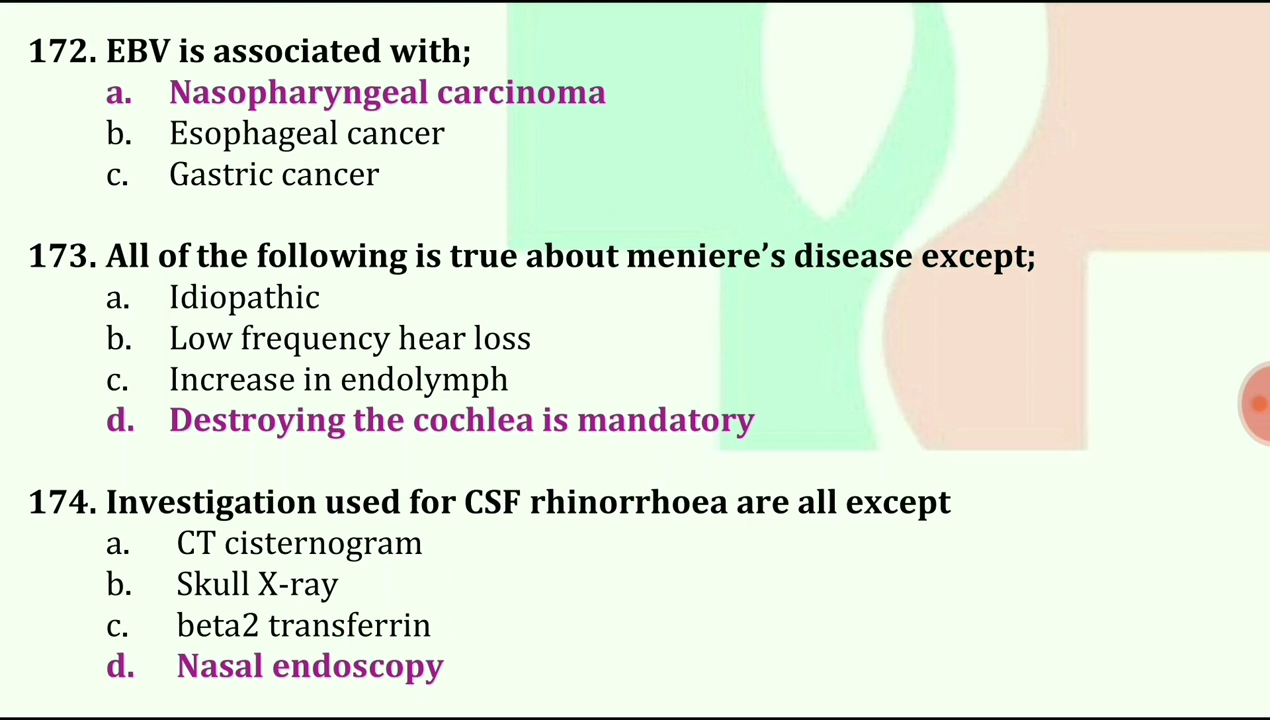 172. EBV is associated with;
a. Nasopharyngeal carcinoma
b. Esophageal cancer
c. Gastric cancer
173. All of the following is true about meniere’s disease except;
a. Idiopathic
b. Low frequency hear loss
c. Increase in endolymph
d. Destroying the cochlea is mandatory
174. Investigation used for CSF rhinorrhoea are all except
a. CT cisternogram
b. Skull X-ray
c. beta2 transferrin
d. Nasal endoscopy